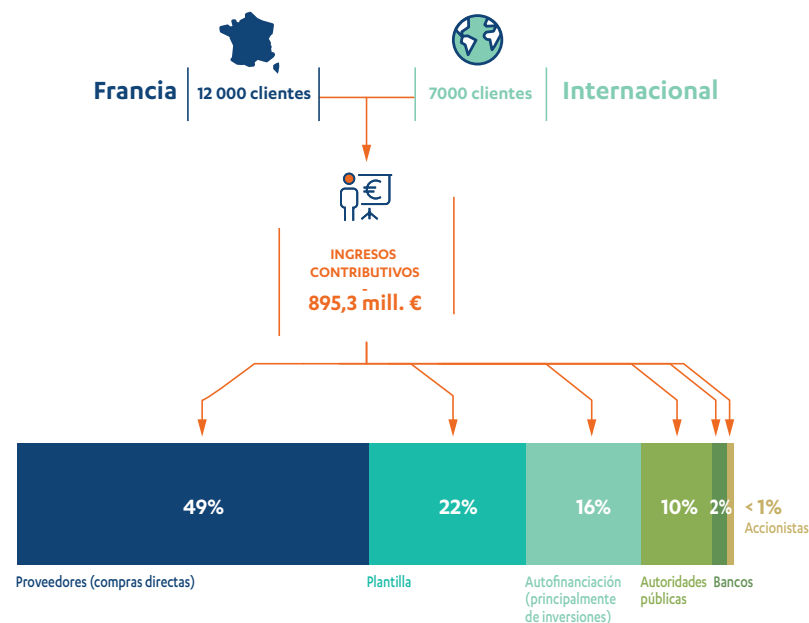 Francia
12 000 clientes
7000 clientes
Internacional
€
INGRESOS
CONTRIBUTIVOS
-
895,3 mill. €
49%
22%
16%
10%
2%
< 1%
Accionistas
Proveedores (compras directas)
Plantilla
Autofinanciación
(principalmente
de inversiones)
Autoridades
públicas
Bancos